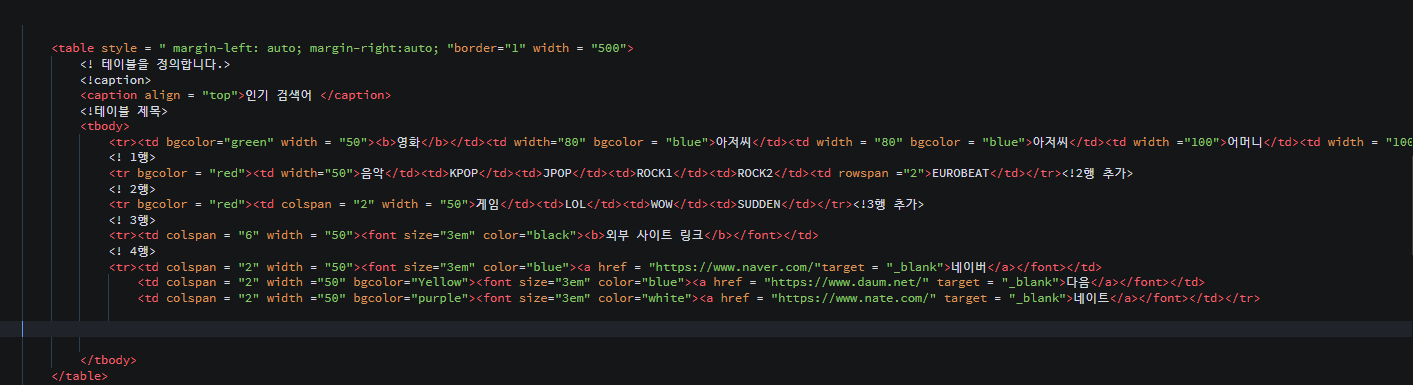 <table style = " margin-left: auto; margin-right:auto; "border="1" width = "500">
<! 테이블을 정의합니다.>
<!caption>
<caption align = "top">인기 검색어 </caption>
<!테이블 제목>
<tbody>
<tr><td bgcolor="green" width = "50"><b>영화</b></td><td width="80" bgcolor = "blue">아저씨</td><td width = "80" bgcolor = "blue">아저씨</td><td width ="100">어머니</td><td width = "100
<! 1행>
<tr bgcolor = "red"><td width="50">음악</td><td>KPOP</td><td>JPOP</td><td>ROCK1</td><td>ROCK2</td><td rowspan ="2">EUROBEAT</td></tr><!2행 추가>
<! 2행>
<tr bgcolor = "red"><td colspan = "2" width = "50">게임</td><td>LOL</td><td>WOW</td><td>SUDDEN</td></tr><!3행 추가>
<! 3행>
<tr><td colspan = "6" width = "50"><font size="3em" color="black"><b>외부 사이트 링크</b></font></td>
<! 4행>
<tr><td colspan = "2" width = "50"><font size="3em" color="blue"><a href = "https://www.naver.com/"target = "_blank">네이버</a></font></td>
<td colspan = "2" width ="50" bgcolor="Yellow"><font size="3em" color="blue"><a href = "https://www.daum.net/" target = "_blank">다음</a></font></td>
<td colspan = "2" width ="50" bgcolor="purple"><font size="3em" color="white"><a href = "https://www.nate.com/" target = "_blank">네이트</a></font></td></tr>
</tbody>
</table>